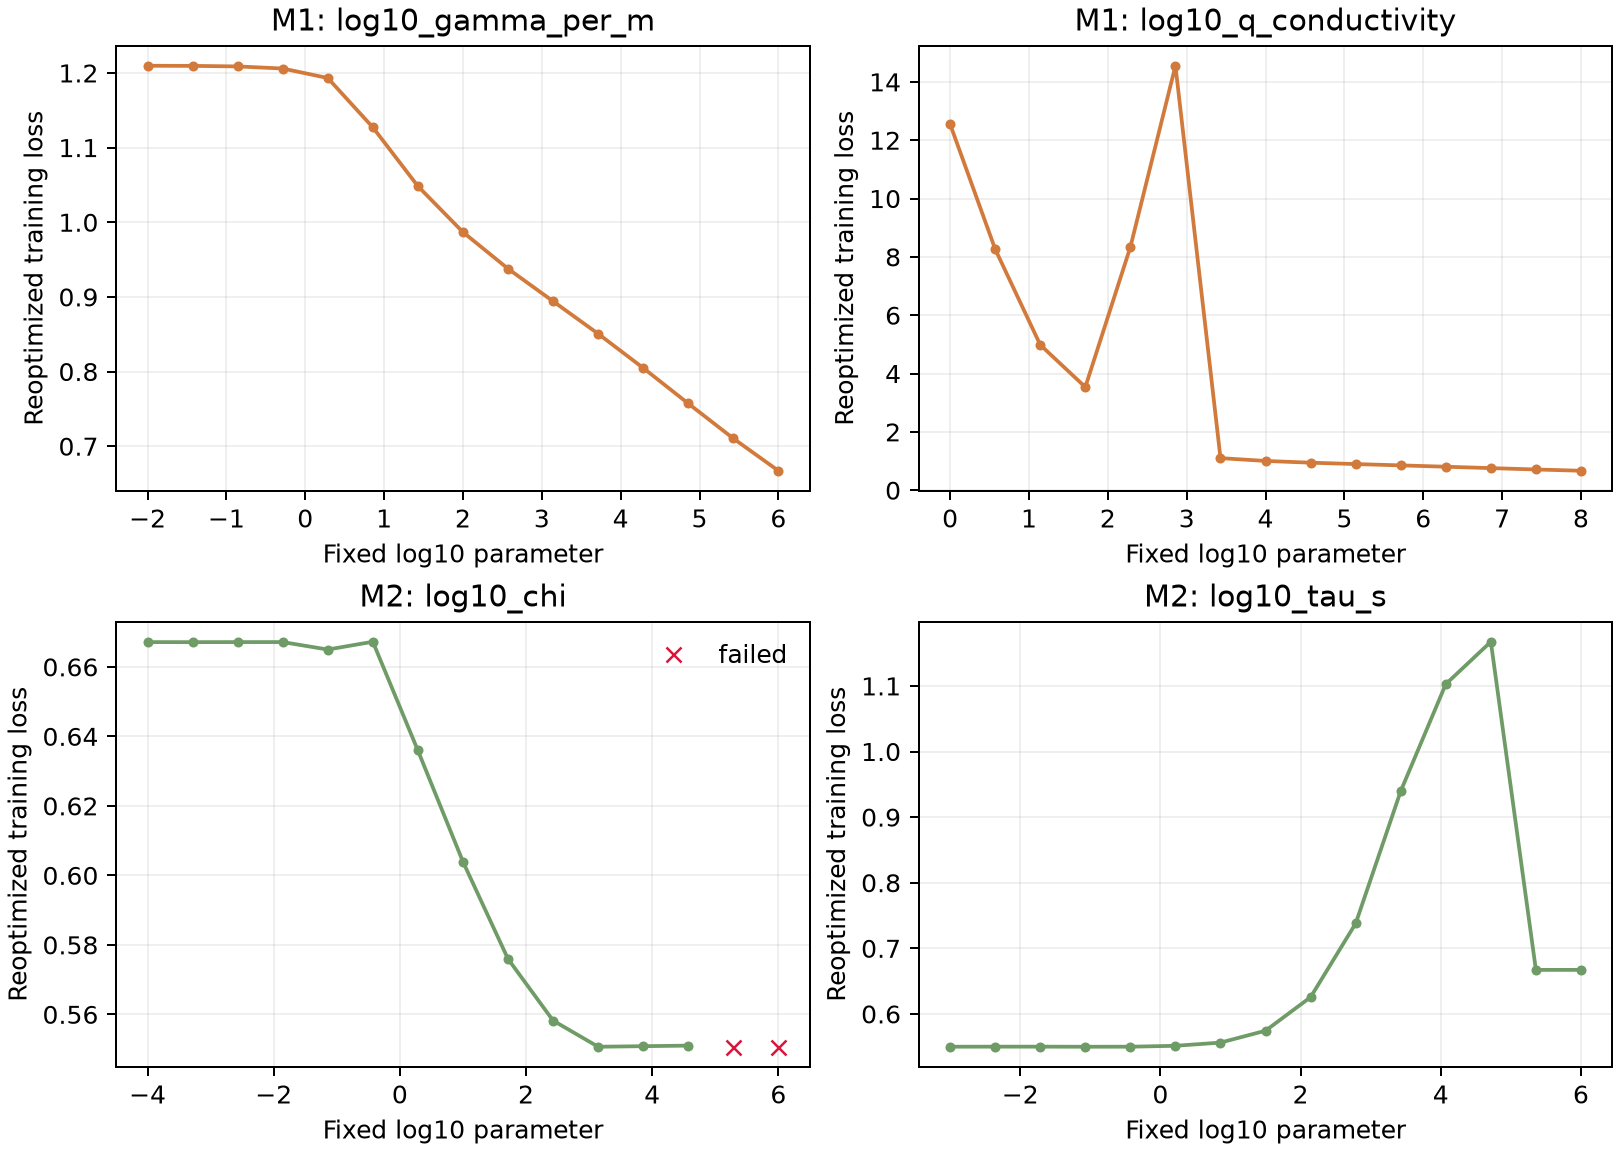 M1: log10_gamma_per_m
Reoptimized training loss
1.2
1.1
1.0
0.9
0.8
0.7
−2 −1 0 1 2 3 4 5 6
Fixed log10 parameter
M1: log10_q_conductivity
Reoptimized training loss
14
12
10
8
6
4
2
0
0 1 2 3 4 5 6 7 8
Fixed log10 parameter
M2: log10_chi
Reoptimized training loss
failed
0.66
0.64
0.62
0.60
0.58
0.56
−4 −2 0 2 4 6
Fixed log10 parameter
M2: log10_tau_s
Reoptimized training loss
1.1
1.0
0.9
0.8
0.7
0.6
−2 0 2 4 6
Fixed log10 parameter